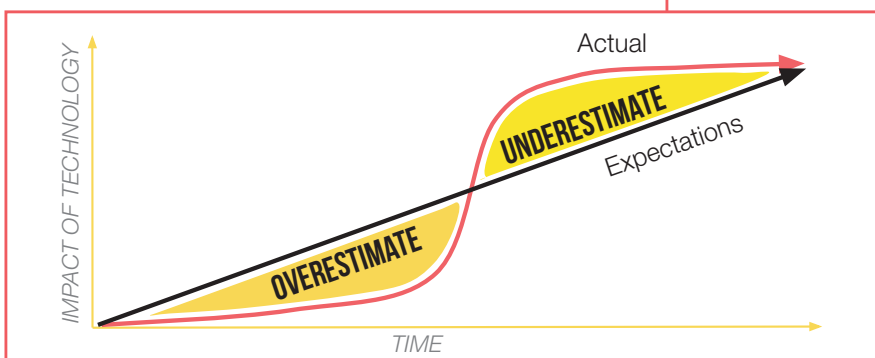 Actual
UNDERESTIMATE
Expectations
OVERESTIMATE
IMPACT OF TECHNOLOGY
TIME